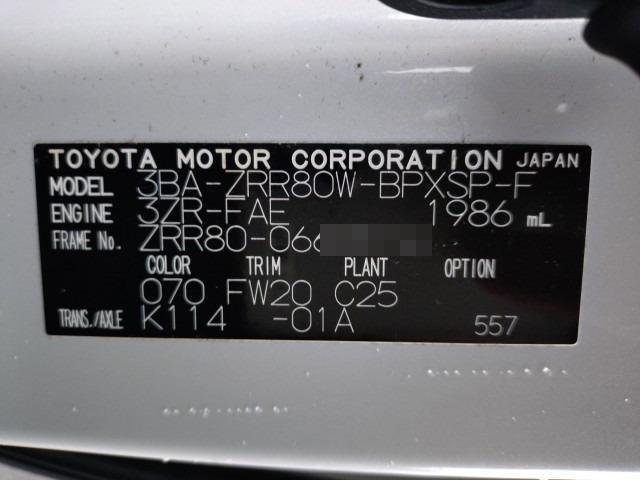 TOYOTA MOTOR CORPORATION JAPAN
MODEL 3BA-ZRR80W-BPXSP-F
ENGINE 3ZR-FAE 1986 mL
FRAME No. ZRR80-066
COLOR TRIM PLANT OPTION
070 FW20 C25
TRANS./AXLE K114 -01A 557